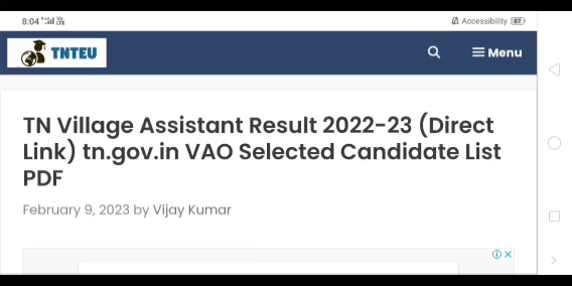 8:04
Accessibility
TNTEU
Menu
TN Village Assistant Result 2022-23 (Direct
Link) tn.gov.in VAO Selected Candidate List
PDF
February 9, 2023 by Vijay Kumar